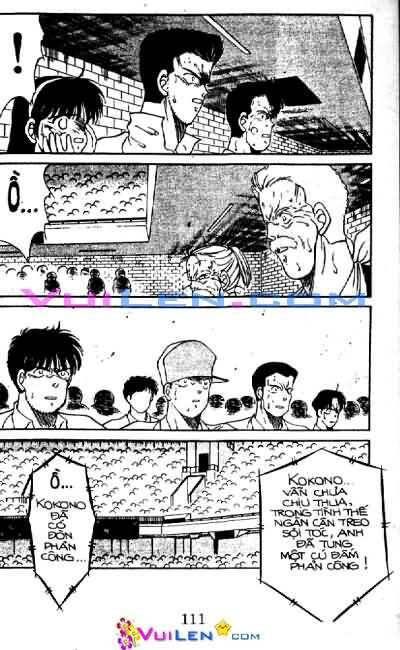 !
Ồ...
VuiLen.com
KOKONO...
VẪN CHƯA
CHỊU THUA,
TRONG TÌNH THẾ
NGÀN CÂN TREO
SỢI TÓC, ANH
ĐÃ TUNG
MỘT CÚ ĐẤM
PHẢN CÔNG!
Ồ...
KOKONO
ĐÃ
CÓ
ĐÒN
PHẢN
CÔNG...
111
VuiLen.com